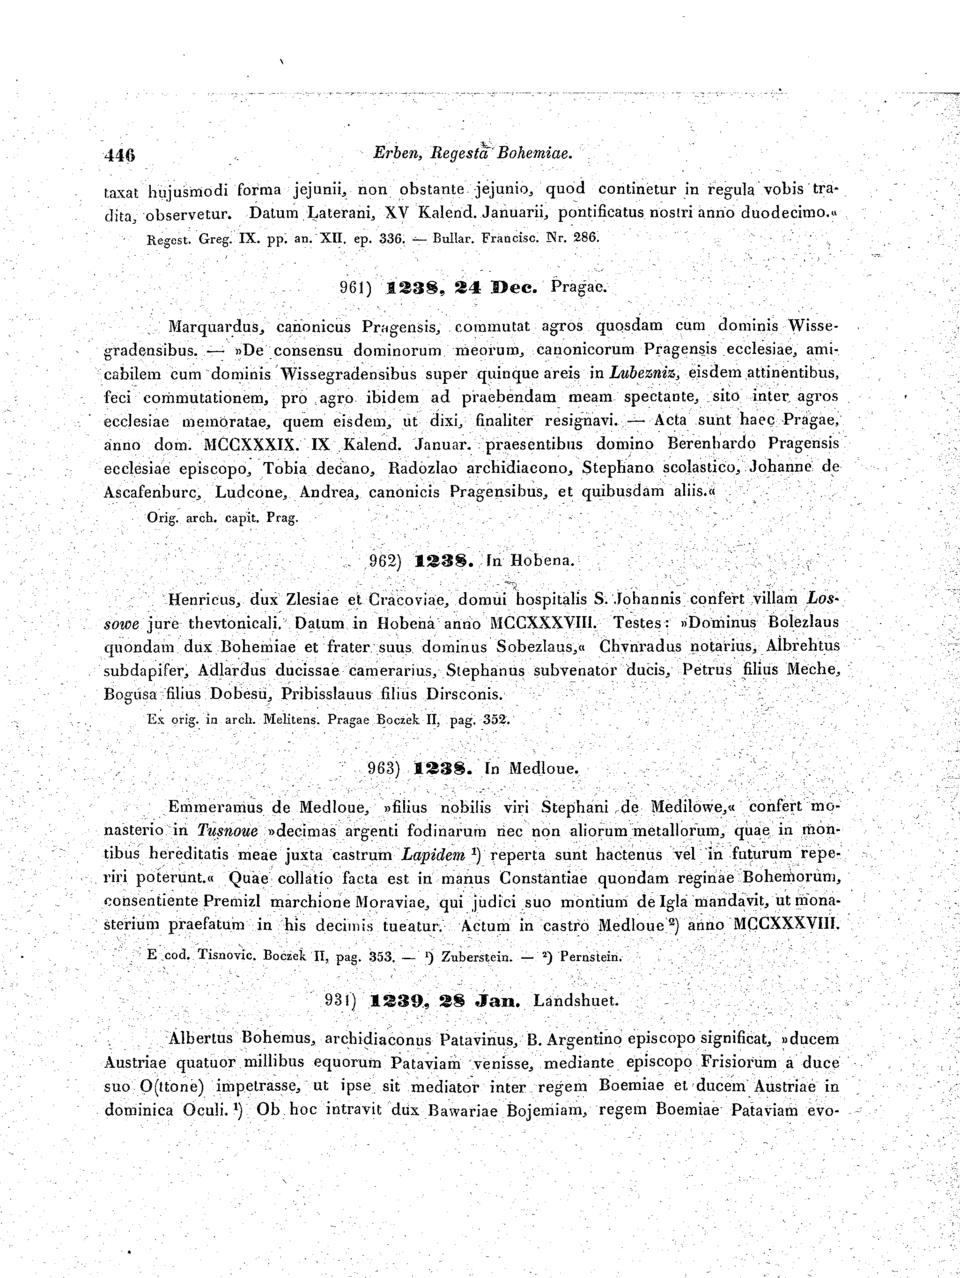 446
Erben, Regesta Bohemiae.
taxat hujusmodi forma jejunii, non obstante jejunio, quod continetur in regula vobis tra-
dita, observetur. Datum Laterani, XV Kalend. Januarii, pontificatus nostri anno duodecimo.«
Regest. Greg. IX. pp. an. XII. ep. 336. — Bullar. Francisc. Nr. 286.
961) 1238, 24 Dec. Pragae.
Marquardus, canonicus Pragensis, commutat agros quosdam cum dominis Wisse-
gradensibus. — »De consensu dominorum meorum, canonicorum Pragensis ecclesiae, ami-
cabilem cum dominis Wissegradensibus super quinque areis in Lubezniz, eisdem attinentibus,
feci commutationem, pro agro ibidem ad praebendam meam spectante, sito inter agros
ecclesiae memoratae, quem eisdem, ut dixi, finaliter resignavi. — Acta sunt haec Pragae,
anno dom. MCCXXXIX. IX Kalend. Januar. praesentibus domino Berenhardo Pragensis
ecclesiae episcopo, Tobia decano, Radozlao archidiacono, Stephano scolastico, Johanne de
Ascafenburc, Ludcone, Andrea, canonicis Pragensibus, et quibusdam aliis.«
Orig. arch. capit. Prag.
962) 1238. In Hobena.
Henricus, dux Zlesiae et Cracoviae, domui hospitalis S. Johannis confert villam Los-
sowe jure thevtonicali. Datum in Hobena anno MCCXXXVIII. Testes: »Dominus Bolezlaus
quondam dux Bohemiae et frater suus dominus Sobezlaus,« Chvnradus notarius, Albrehtus
subdapifer, Adlardus ducissae camerarius, Stephanus subvenator ducis, Petrus filius Meche,
Bogusa filius Dobesu, Pribisslauus filius Dirsconis.
Ex orig. in arch. Melitens. Pragae Boczek II, pag. 352.
963) 1238. In Medloue.
Emmeramus de Medloue, »filius nobilis viri Stephani de Medilowe,« confert mo-
nasterio in Tusnoue »decimas argenti fodinarum nec non aliorum metallorum, quae in mon-
tibus hereditatis meae juxta castrum Lapidem ¹) reperta sunt hactenus vel in futurum repe-
riri poterunt.« Quae collatio facta est in manus Constantiae quondam reginae Bohemorum,
consentiente Premizl marchione Moraviae, qui judici suo montium de Igla mandavit, ut mona-
sterium praefatum in his decimis tueatur. Actum in castro Medloue ²) anno MCCXXXVIII.
E cod. Tisnovic. Boczek II, pag. 353. — ¹) Zuberstein. — ²) Pernstein.
931) 1239, 28 Jan. Landshuet.
Albertus Bohemus, archidiaconus Patavinus, B. Argentino episcopo significat, »ducem
Austriae quatuor millibus equorum Pataviam venisse, mediante episcopo Frisiorum a duce
suo O(ttone) impetrasse, ut ipse sit mediator inter regem Boemiae et ducem Austriae in
dominica Oculi. ¹) Ob hoc intravit dux Bawariae Bojemiam, regem Boemiae Pataviam evo-